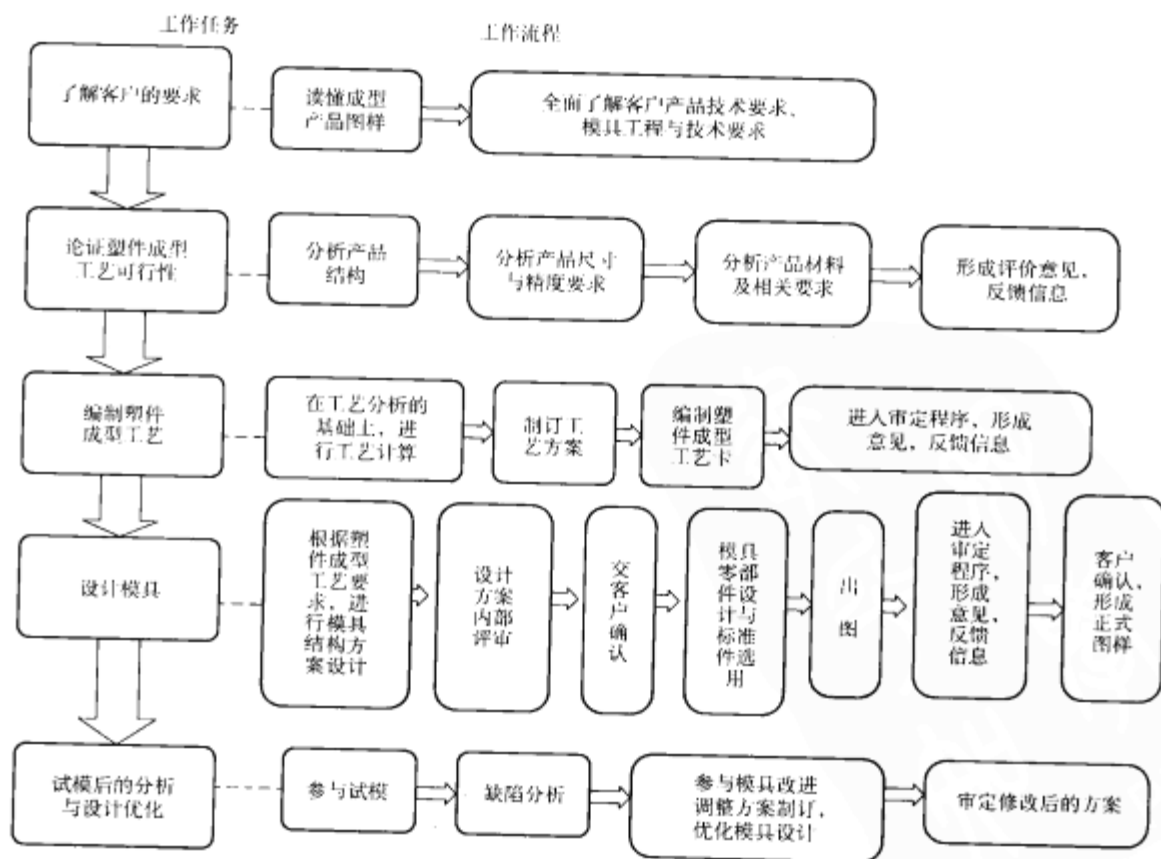 工作任务
工作流程
了解客户的要求
读懂成型
产品图样
全面了解客户产品技术要求、
模具工程与技术要求
论证塑件成型
工艺可行性
分析产品
结构
分析产品尺寸
与精度要求
分析产品材料
及相关要求
形成评价意见、
反馈信息
编制塑件
成型工艺
在工艺分析的
基础上，进
行工艺计算
制订工
艺方案
编制塑
件成型
工艺卡
进入审定程序、形成
意见，反馈信息
设计模具
根据塑
件成型
工艺要
求，进
行模具
结构方
案设计
设计
方案
内部
评审
交
客
户
确
认
模具
零部
件设
计与
标准
件选
用
出
图
进入
审定
程序，
形成
意见，
反馈
信息
客户
确认，
形成
正式
图样
试模后的分析
与设计优化
参与试模
缺陷分析
参与模具改进
调整方案制订，
优化模具设计
审定修改后的方案